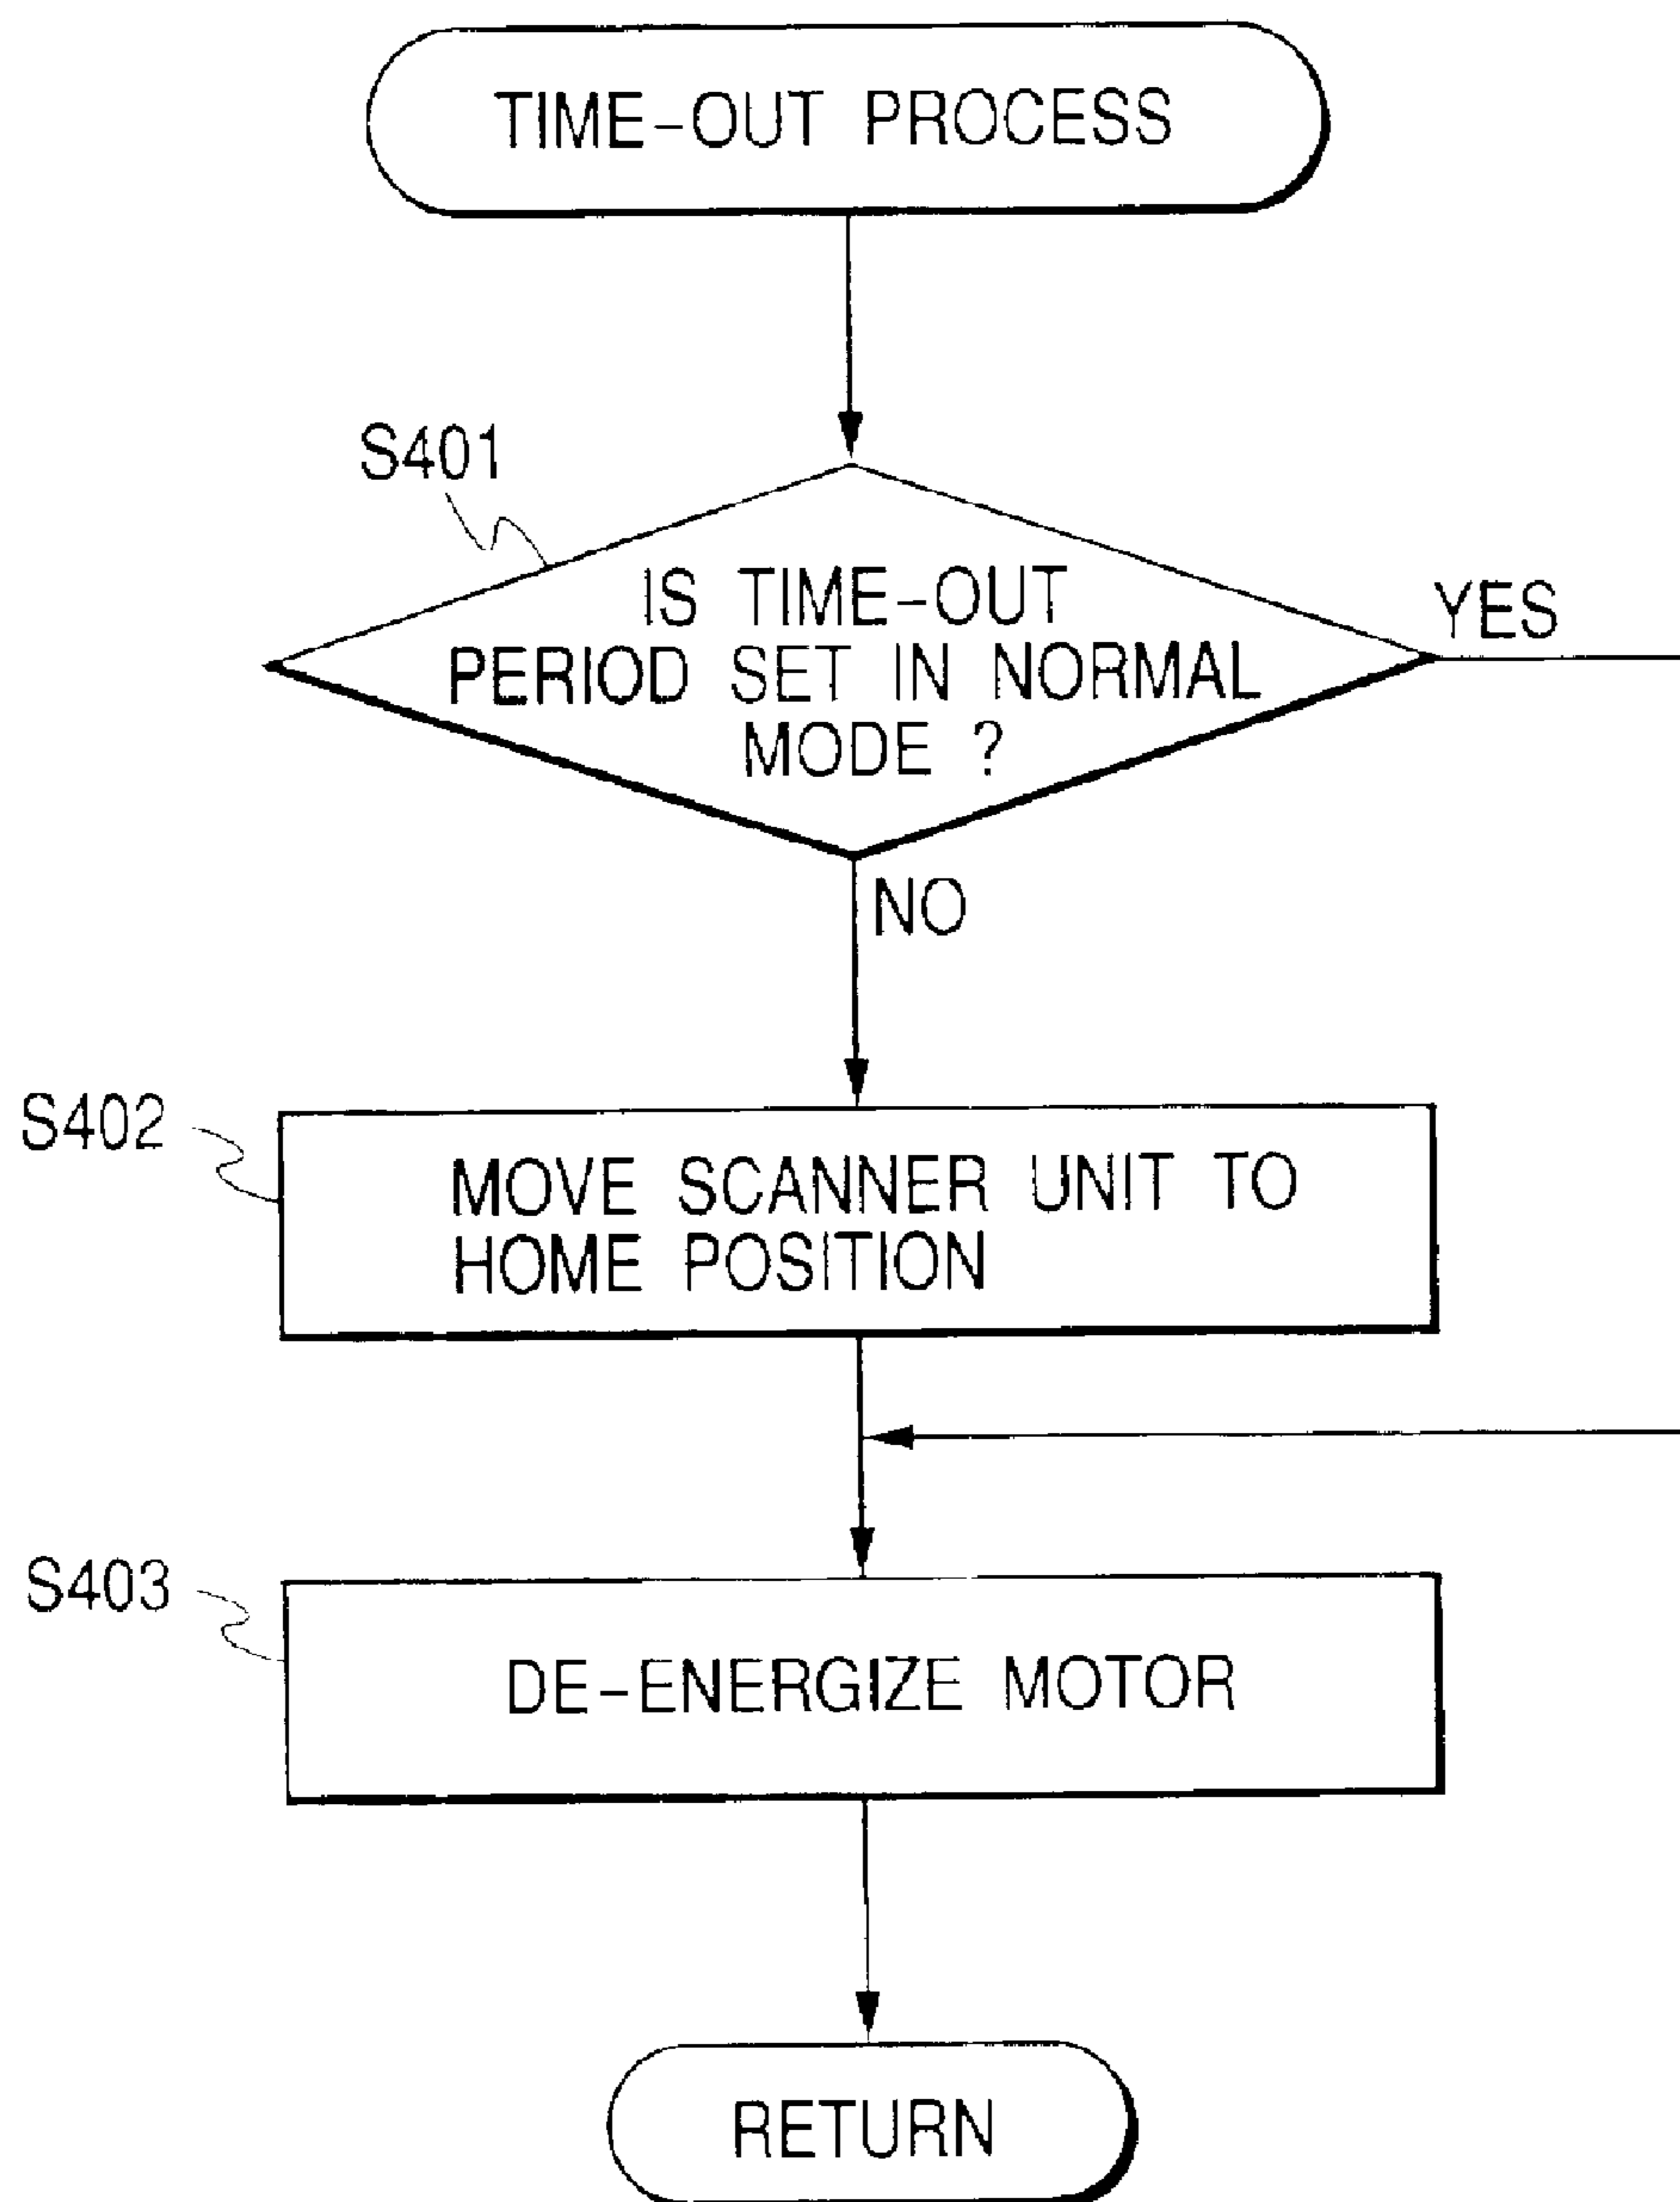 TIME-OUT PROCESS
S401
IS TIME-OUT
PERIOD SET IN NORMAL
MODE ?
YES
NO
S402
MOVE SCANNER UNIT TO
HOME POSITION
S403
DE-ENERGIZE MOTOR
RETURN